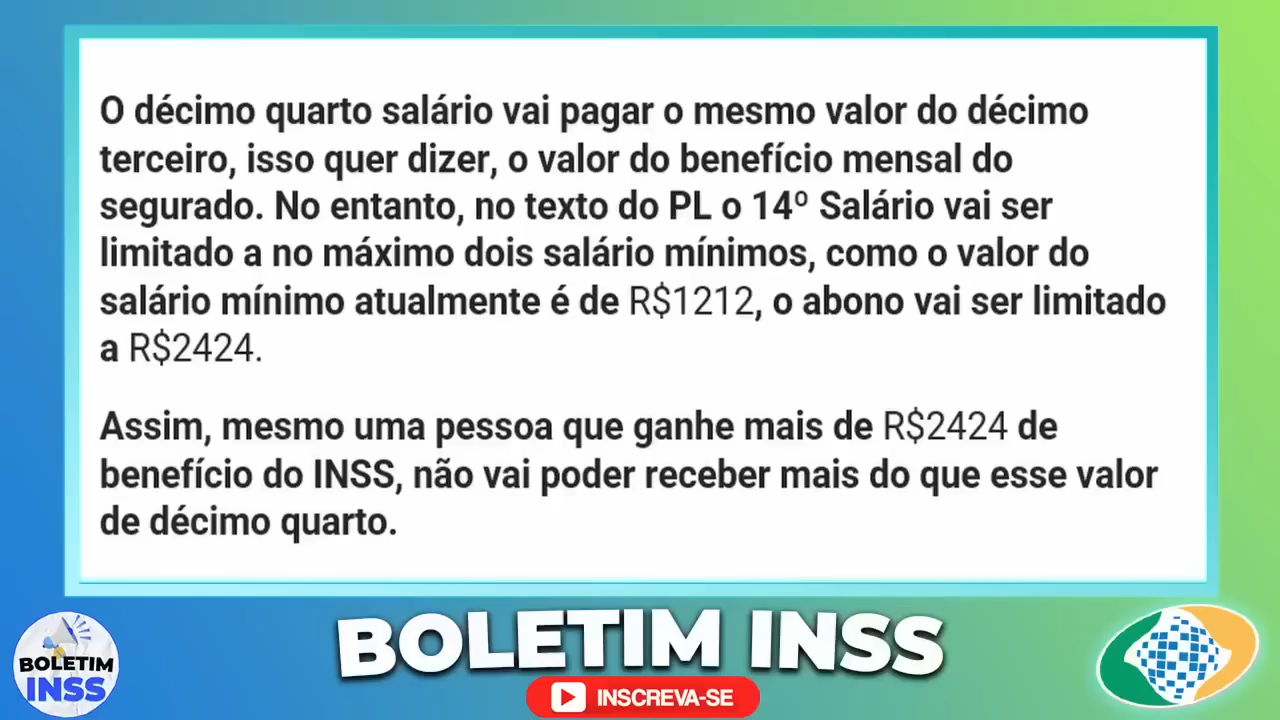 O décimo quarto salário vai pagar o mesmo valor do décimo
terceiro, isso quer dizer, o valor do benefício mensal do
segurado. No entanto, no texto do PL o 14º Salário vai ser
limitado a no máximo dois salário mínimos, como o valor do
salário mínimo atualmente é de R$1212, o abono vai ser limitado
a R$2424.
Assim, mesmo uma pessoa que ganhe mais de R$2424 de
benefício do INSS, não vai poder receber mais do que esse valor
de décimo quarto.
BOLETIM INSS
INSCREVA-SE
BOLETIM
INSS